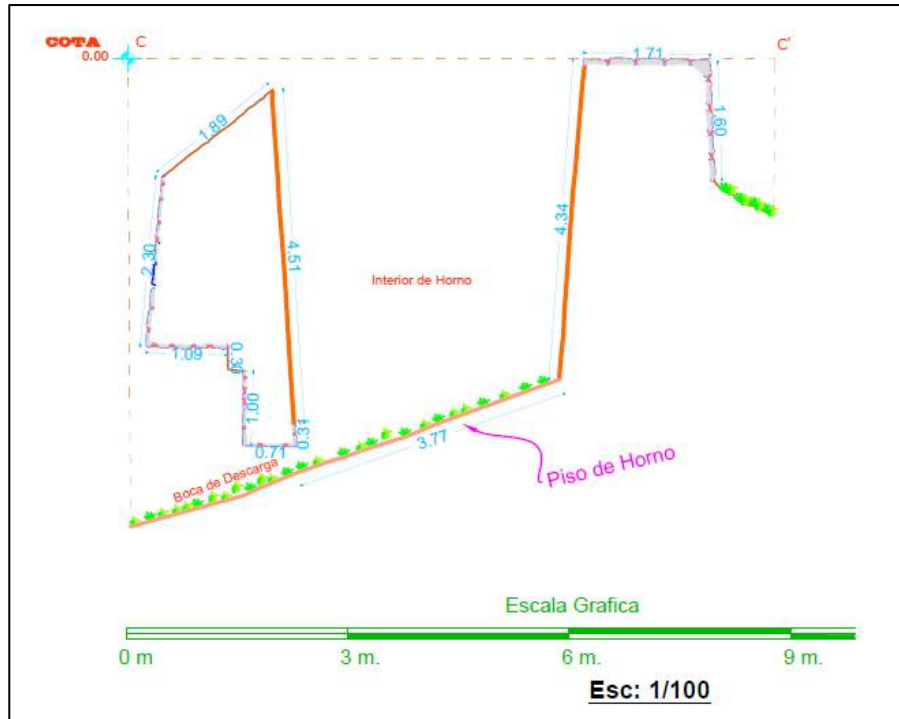 COTA
C
C'
0.00
1.71
1.89
1.60
2.30
4.51
4.34
Interior de Horno
1.09
0.30
1.00
0.31
0.71
3.77
Boca de Descarga
Piso de Horno
Escala Grafica
0 m
3 m.
6 m.
9 m.
Esc: 1/100